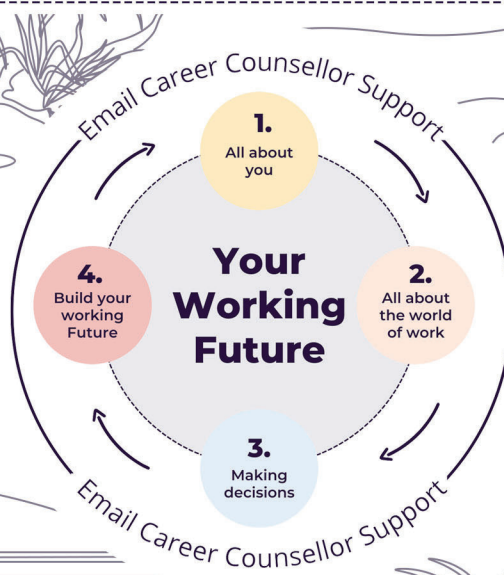 Email Career Counsellor Support
1.
All about
you
2.
All about
the world
of work
Your
Working
Future
4.
Build your
working
Future
3.
Making
decisions
Email Career Counsellor Support